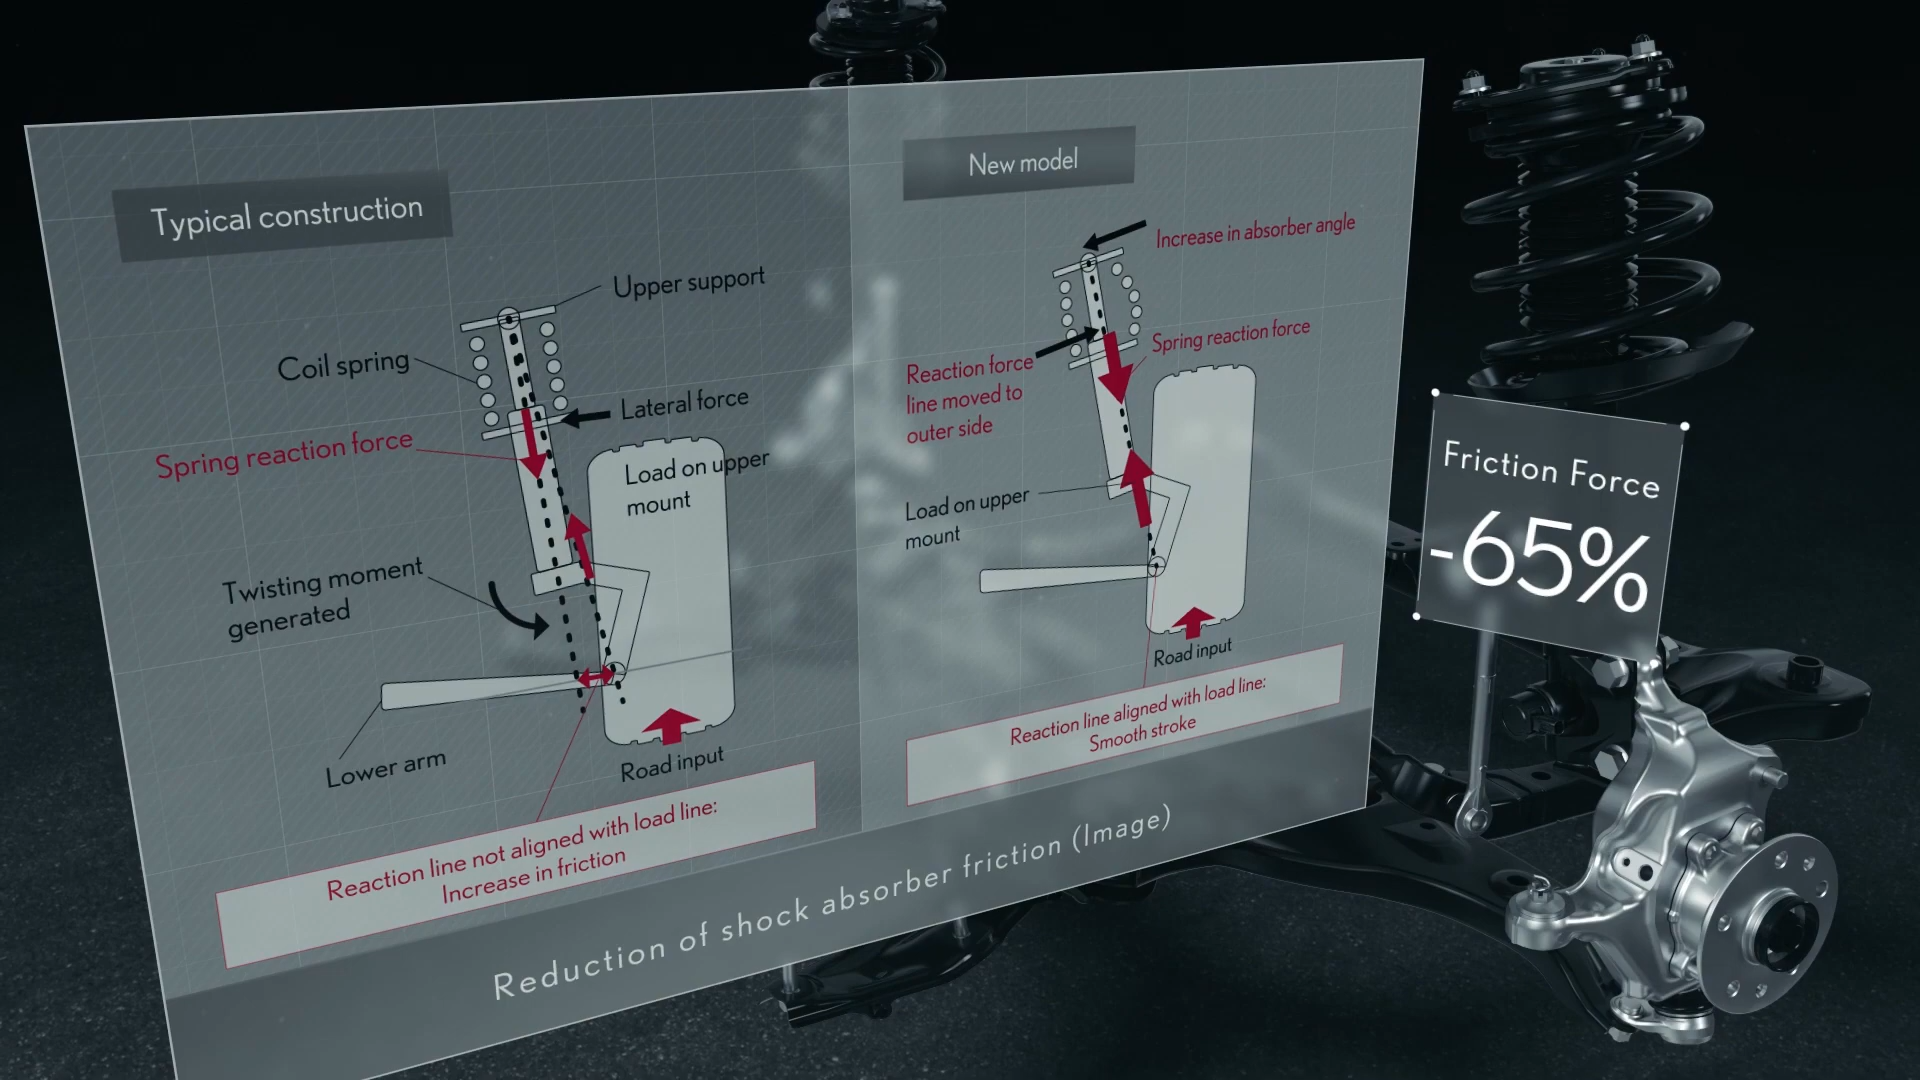 Typical construction
Upper support
Coil spring
Lateral force
Spring reaction force
Load on upper
mount
Twisting moment
generated
Lower arm
Road input
Reaction line not aligned with load line:
Increase in friction
New model
Increase in absorber angle
Spring reaction force
Reaction force
line moved to
outer side
Load on upper
mount
Road input
Reaction line aligned with load line:
Smooth stroke
Reduction of shock absorber friction (Image)
Friction Force
-65%